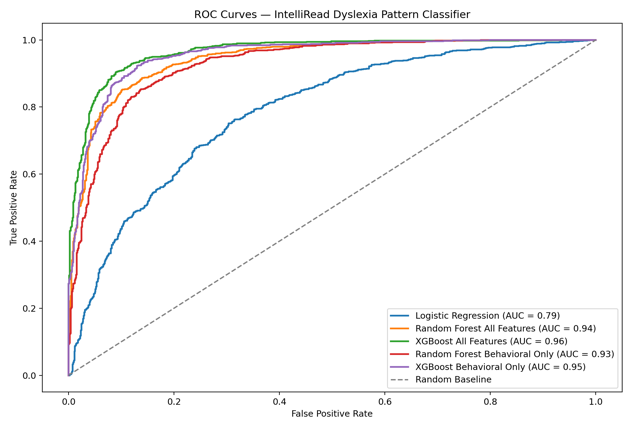 ROC Curves — IntelliRead Dyslexia Pattern Classifier
True Positive Rate
1.0
0.8
0.6
0.4
0.2
0.0
Logistic Regression (AUC = 0.79)
Random Forest All Features (AUC = 0.94)
XGBoost All Features (AUC = 0.96)
Random Forest Behavioral Only (AUC = 0.93)
XGBoost Behavioral Only (AUC = 0.95)
Random Baseline
0.0 0.2 0.4 0.6 0.8 1.0
False Positive Rate